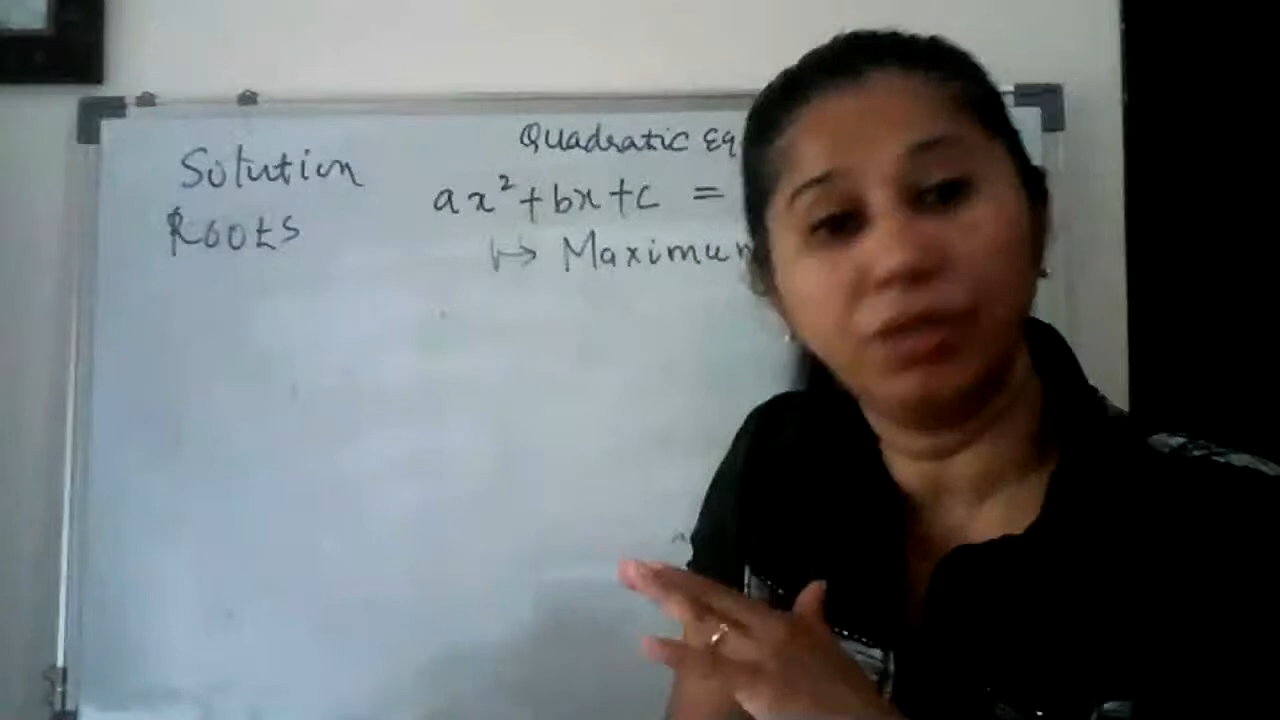 Quadratic Eq
Solution
ax²+bx+c =
Roots
↳ Maximum